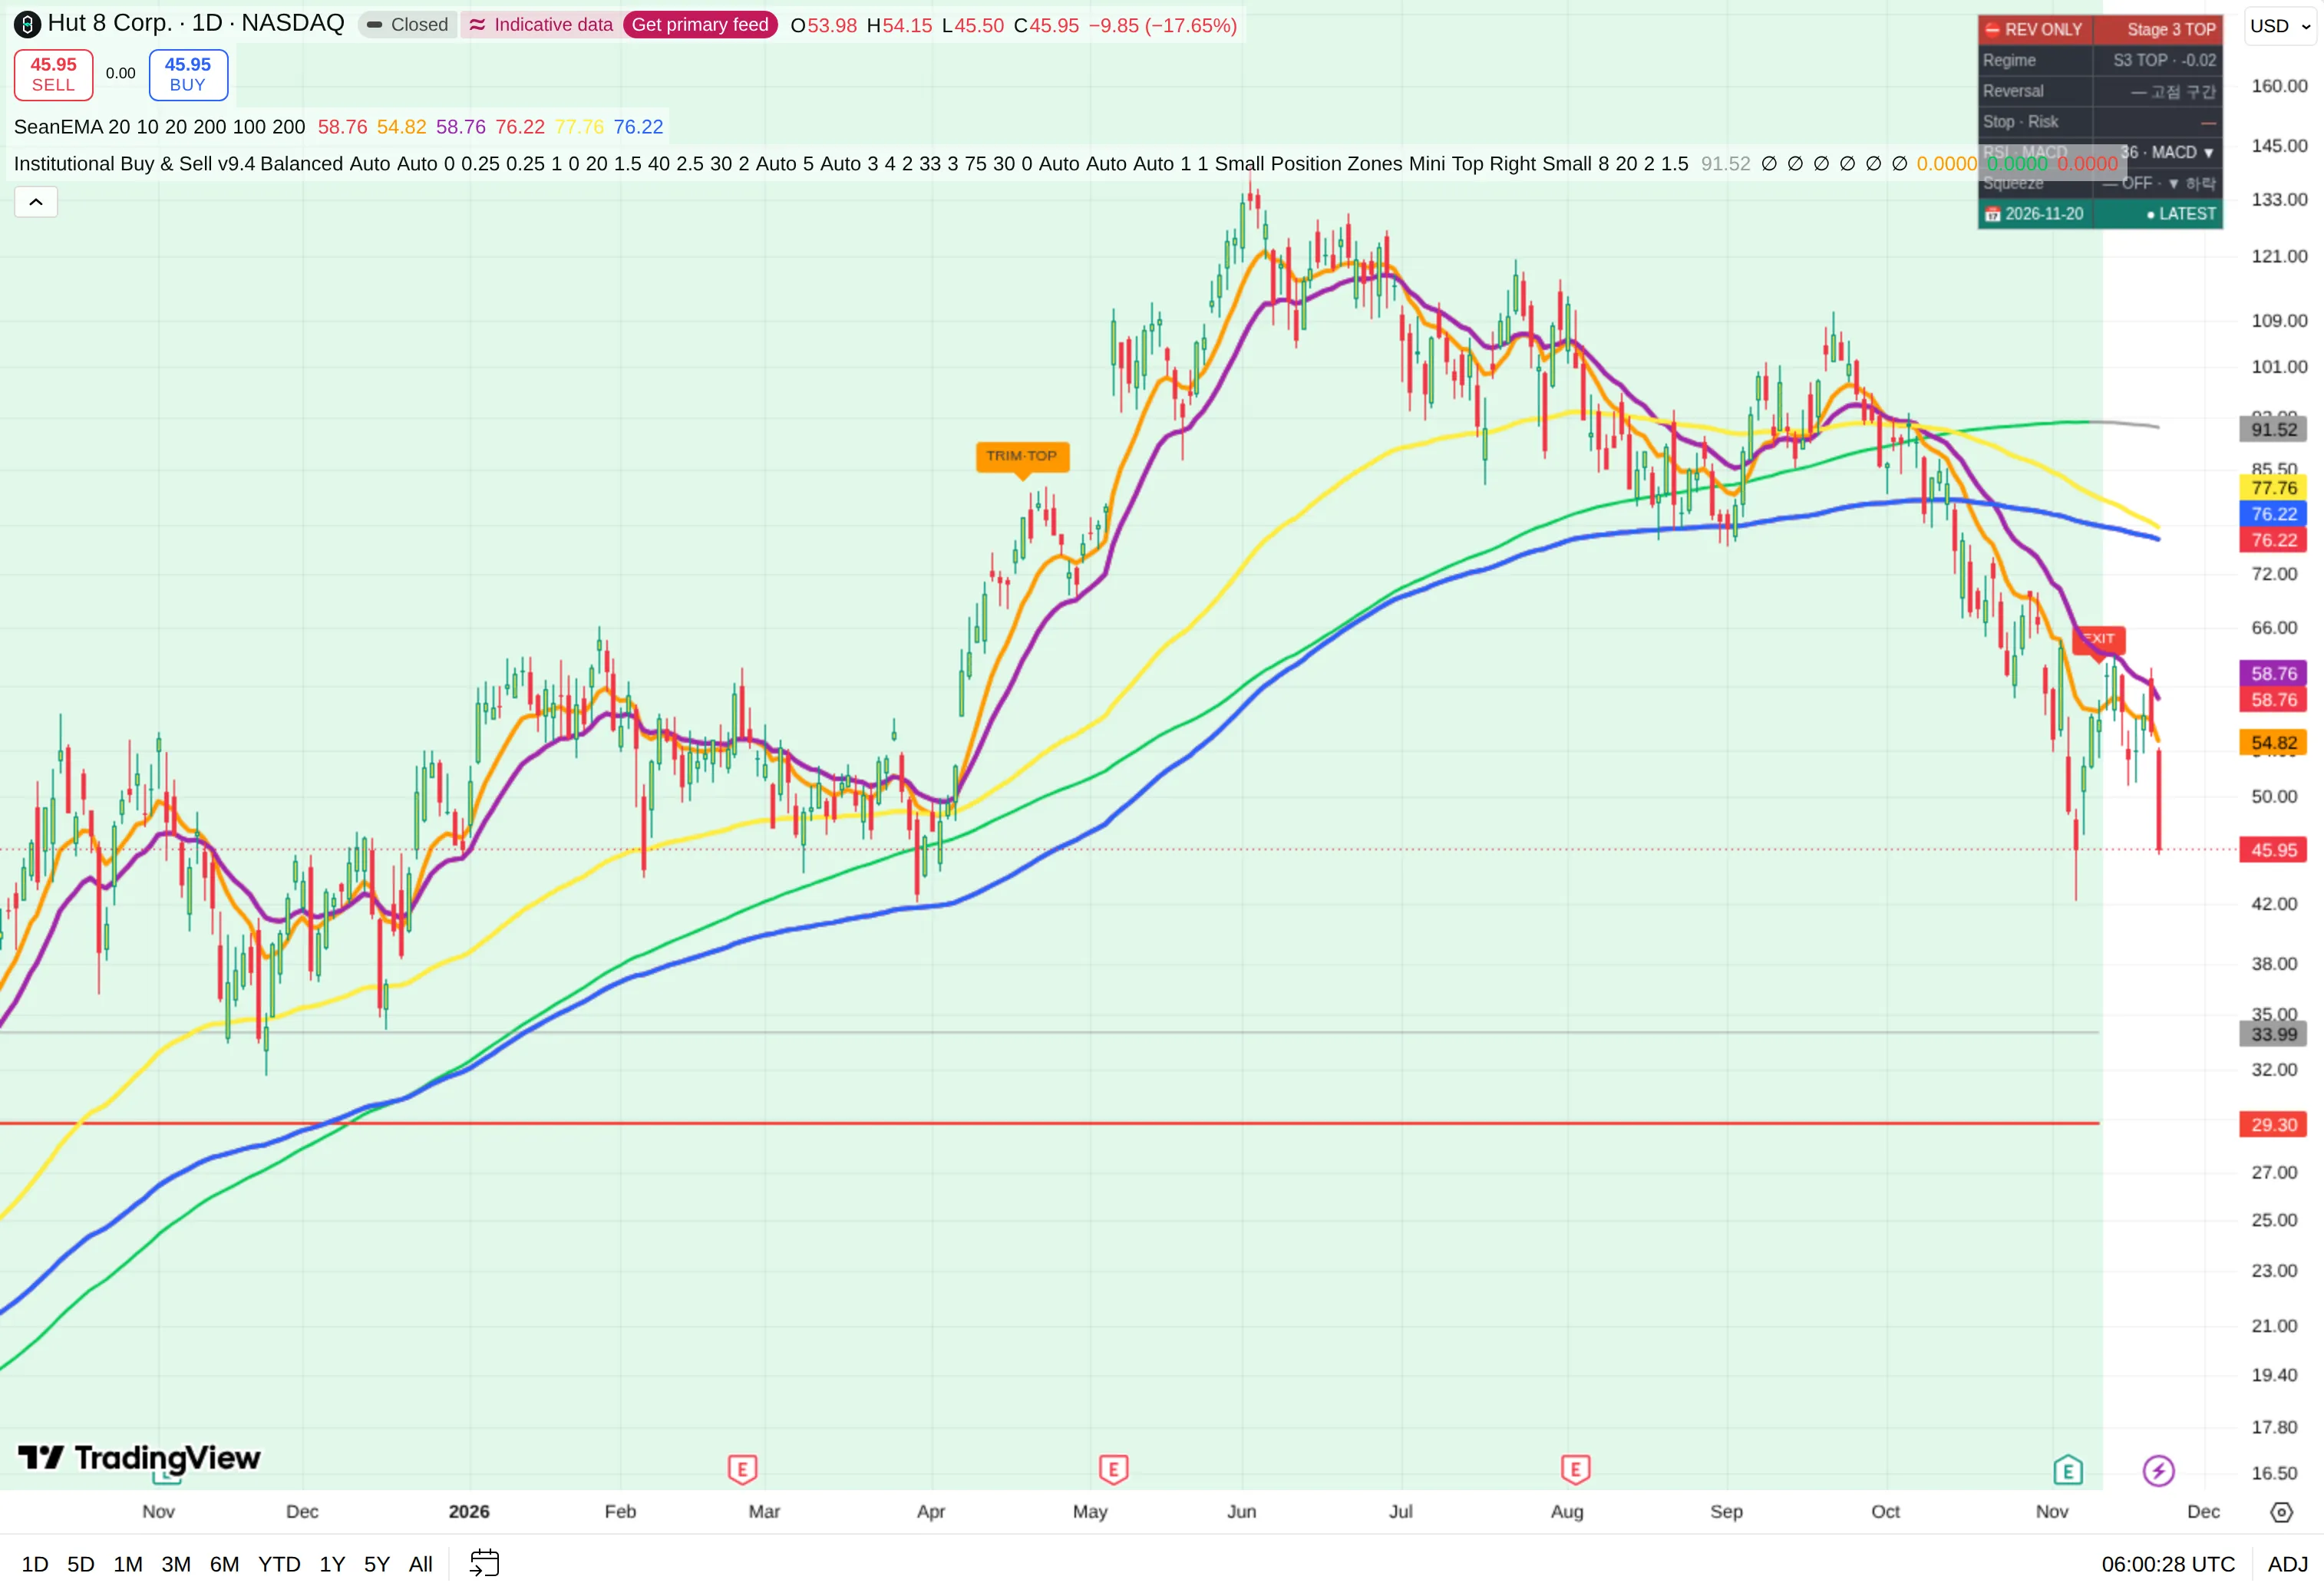 Hut 8 Corp. · 1D · NASDAQ
Closed
Indicative data
Get primary feed
O53.98 H54.15 L45.50 C45.95 −9.85 (−17.65%)
45.95
SELL
0.00
45.95
BUY
SeanEMA 20 10 20 200 100 200 58.76 54.82 58.76 76.22 77.76 76.22
Institutional Buy & Sell v9.4 Balanced Auto Auto 0 0.25 0.25 1 0 20 1.5 40 2.5 30 2 Auto 5 Auto 3 4 2 33 3 75 30 0 Auto Auto Auto 1 1 Small Position Zones Mini Top Right Small 8 20 2 1.5 91.52 ∅ ∅ ∅ ∅ ∅ ∅ 0.0000 0.0000 0.0000
REV ONLY Stage 3 TOP
Regime S3 TOP · -0.02
Reversal — 고점 구간
Stop · Risk —
RSI · MACD 36 · MACD ▼
Squeeze — OFF · ▼ 하락
2026-11-20 ● LATEST
USD
160.00
145.00
133.00
121.00
109.00
101.00
91.52
85.50
77.76
76.22
76.22
72.00
66.00
58.76
58.76
54.82
50.00
45.95
42.00
38.00
35.00
33.99
32.00
29.30
27.00
25.00
23.00
21.00
19.40
17.80
16.50
TRIM·TOP
EXIT
TradingView
E
E
E
E
Nov Dec 2026 Feb Mar Apr May Jun Jul Aug Sep Oct Nov Dec
1D 5D 1M 3M 6M YTD 1Y 5Y All
06:00:28 UTC
ADJ